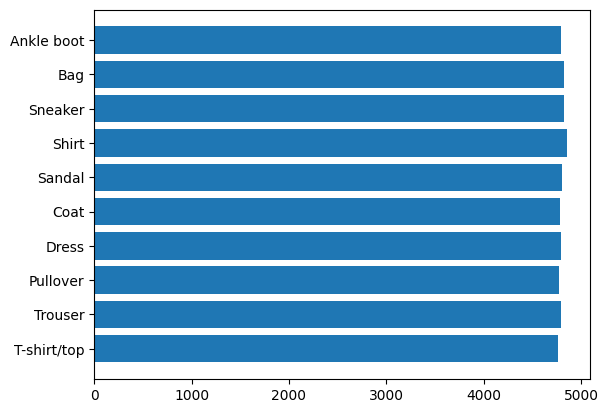 Ankle boot
Bag
Sneaker
Shirt
Sandal
Coat
Dress
Pullover
Trouser
T-shirt/top
0 1000 2000 3000 4000 5000